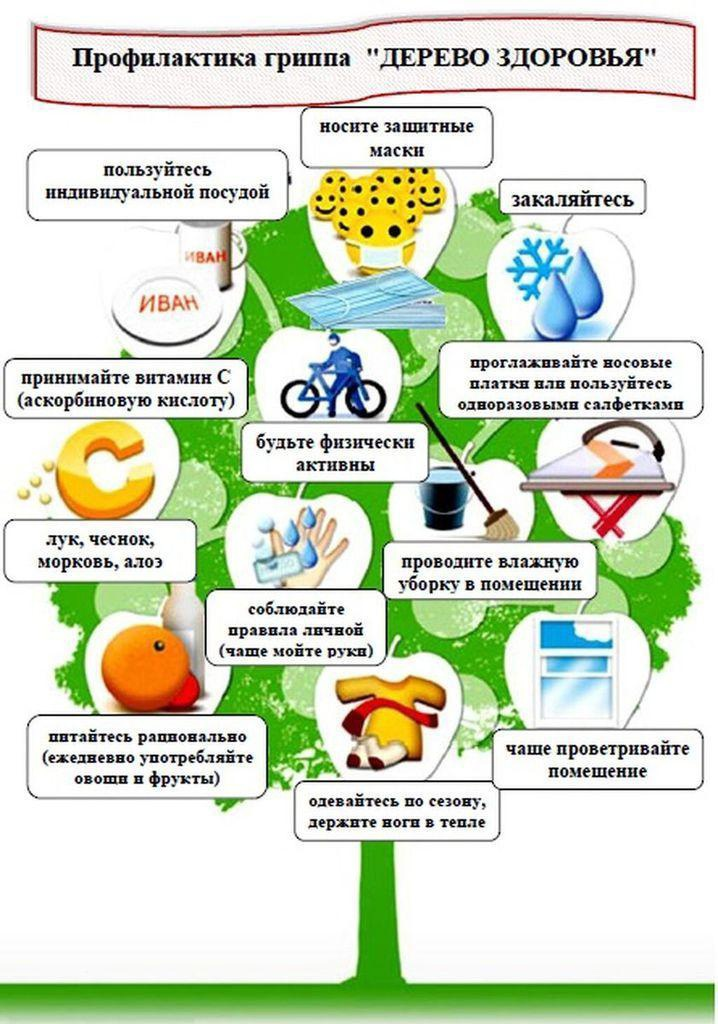 Профилактика гриппа "ДЕРЕВО ЗДОРОВЬЯ"
носите защитные
маски
пользуйтесь
индивидуальной посудой
закаляйтесь
ИВАН
ИВАН
принимайте витамин С
(аскорбиновую кислоту)
проглаживайте носовые
платки или пользуйтесь
одноразовыми салфетками
будьте физически
активны
С
лук, чеснок,
морковь, алоэ
проводите влажную
уборку в помещении
соблюдайте
правила личной
(чаще мойте руки)
питайтесь рационально
(ежедневно употребляйте
овощи и фрукты)
чаще проветривайте
помещение
одевайтесь по сезону,
держите ноги в тепле